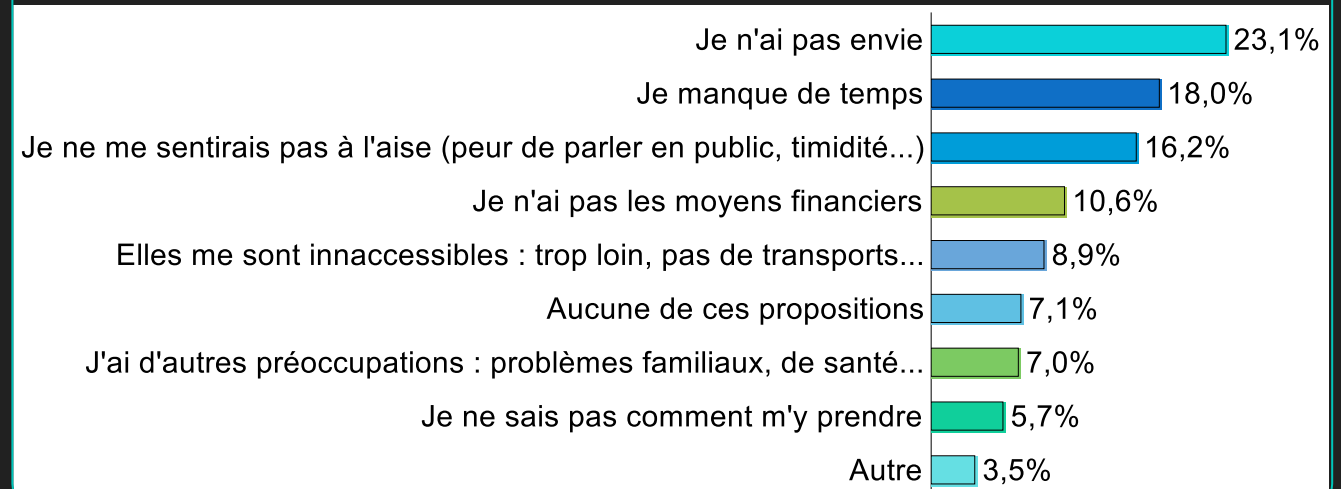 Je n'ai pas envie 23,1%
Je manque de temps 18,0%
Je ne me sentirais pas à l'aise (peur de parler en public, timidité...) 16,2%
Je n'ai pas les moyens financiers 10,6%
Elles me sont innaccessibles : trop loin, pas de transports... 8,9%
Aucune de ces propositions 7,1%
J'ai d'autres préoccupations : problèmes familiaux, de santé... 7,0%
Je ne sais pas comment m'y prendre 5,7%
Autre 3,5%